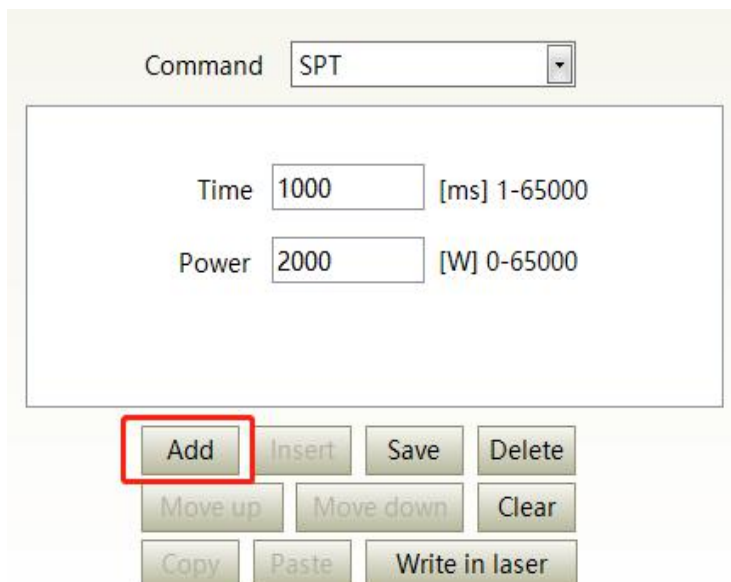 Command SPT
Time 1000 [ms] 1-65000
Power 2000 [W] 0-65000
Add Insert Save Delete
Move up Move down Clear
Copy Paste Write in laser